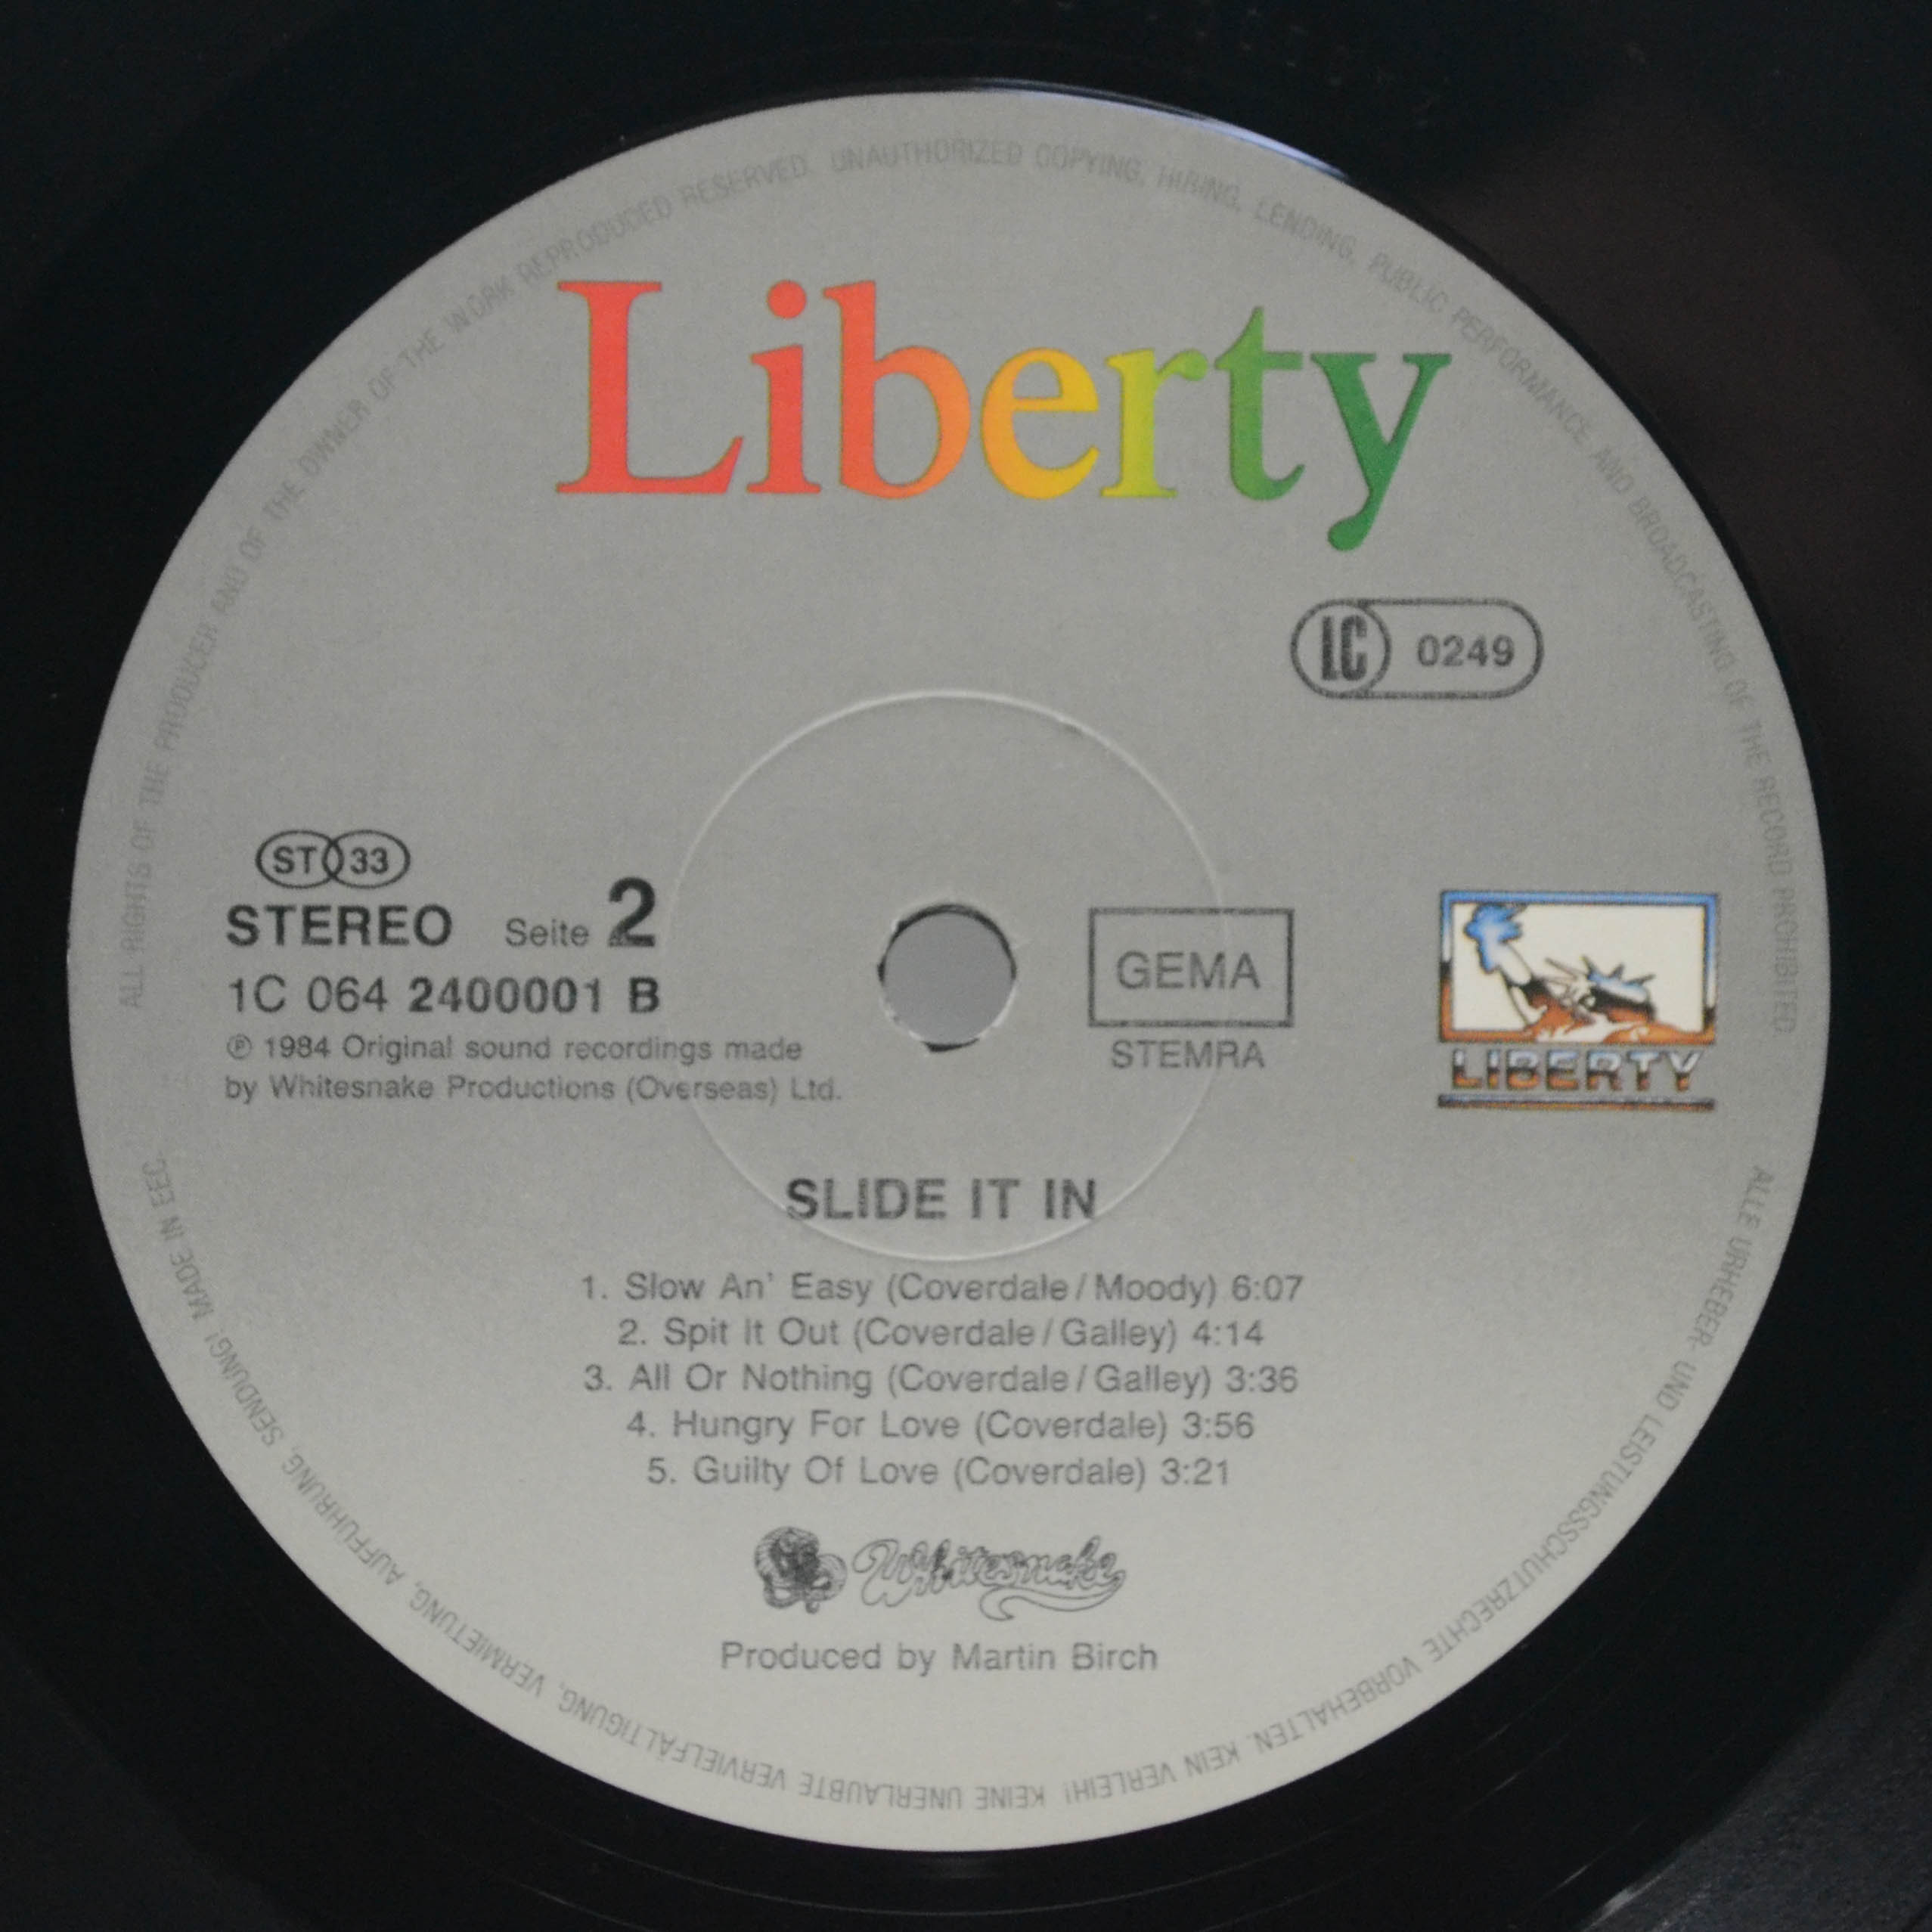 Liberty
LC 0249
ST 33
STEREO Seite 2
1C 064 2400001 B
℗ 1984 Original sound recordings made
by Whitesnake Productions (Overseas) Ltd.
GEMA
STEMRA
LIBERTY
SLIDE IT IN
1. Slow An' Easy (Coverdale/Moody) 6:07
2. Spit It Out (Coverdale/Galley) 4:14
3. All Or Nothing (Coverdale/Galley) 3:36
4. Hungry For Love (Coverdale) 3:56
5. Guilty Of Love (Coverdale) 3:21
Whitesnake
Produced by Martin Birch
ALL RIGHTS OF THE PRODUCER AND OF THE OWNER OF THE WORK REPRODUCED RESERVED. UNAUTHORIZED COPYING, HIRING, LENDING, PUBLIC PERFORMANCE AND BROADCASTING OF THE RECORD PROHIBITED
ALLE URHEBER- UND LEISTUNGSSCHUTZRECHTE VORBEHALTEN. KEIN VERLEIH! KEINE UNERLAUBTE VERVIELFÄLTIGUNG, VERMIETUNG, AUFFÜHRUNG, SENDUNG! MADE IN EEC.